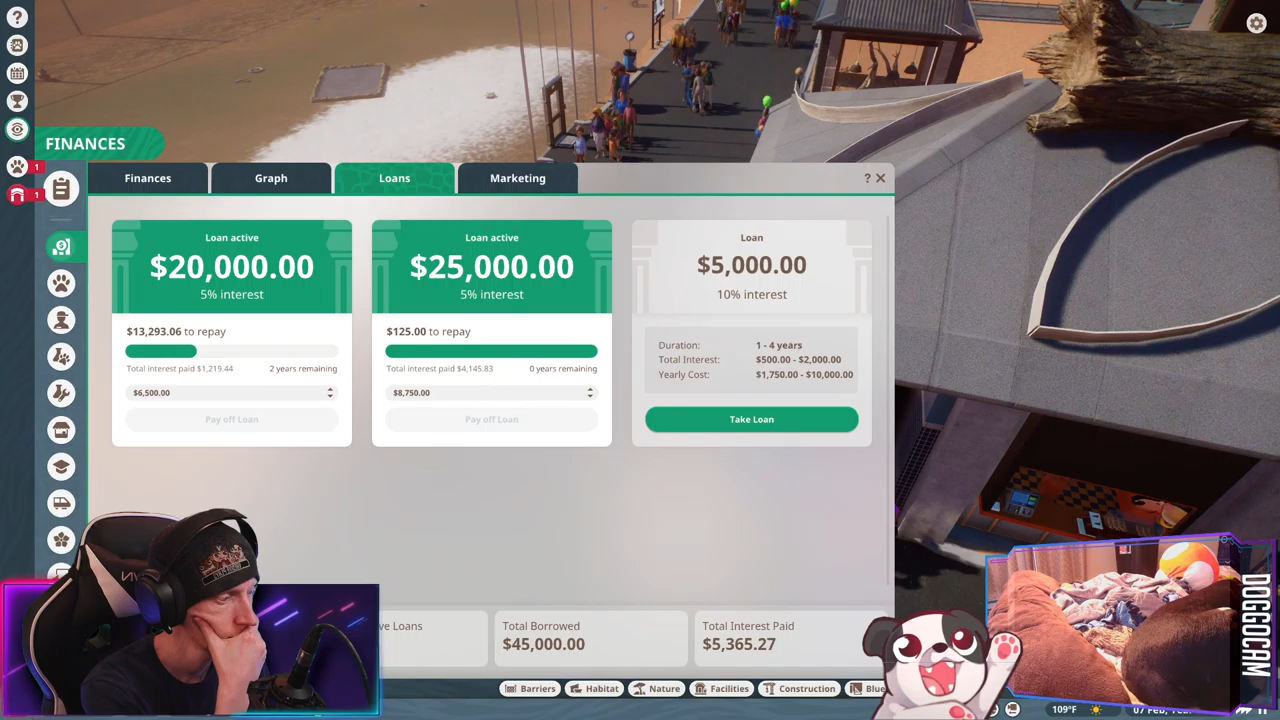 FINANCES
1
1
Finances
Graph
Loans
Marketing
?
Loan active
$20,000.00
5% interest
$13,293.06 to repay
Total interest paid $1,219.44
2 years remaining
$6,500.00
Pay off Loan
Loan active
$25,000.00
5% interest
$125.00 to repay
Total interest paid $4,145.83
0 years remaining
$8,750.00
Pay off Loan
Loan
$5,000.00
10% interest
Duration: 1 - 4 years
Total Interest: $500.00 - $2,000.00
Yearly Cost: $1,750.00 - $10,000.00
Take Loan
ve Loans
Total Borrowed
$45,000.00
Total Interest Paid
$5,365.27
Barriers
Habitat
Nature
Facilities
Construction
Blue
109°F
07 Feb,
DOGGOCAM